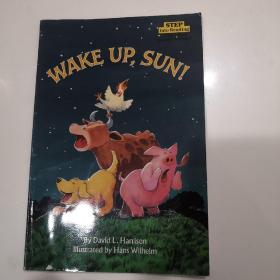 STEP
into Reading
WAKE UP, SUN!
By David L. Harrison
Illustrated by Hans Wilhelm